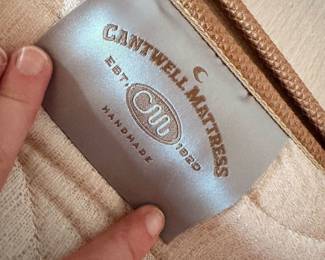 CANTWELL MATTRESS
EST. 1920
CM
HANDMADE